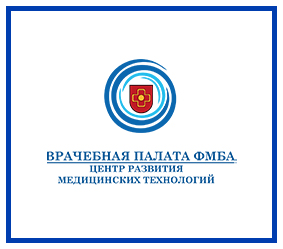 ВРАЧЕБНАЯ ПАЛАТА ФМБА.
ЦЕНТР РАЗВИТИЯ
МЕДИЦИНСКИХ ТЕХНОЛОГИЙ